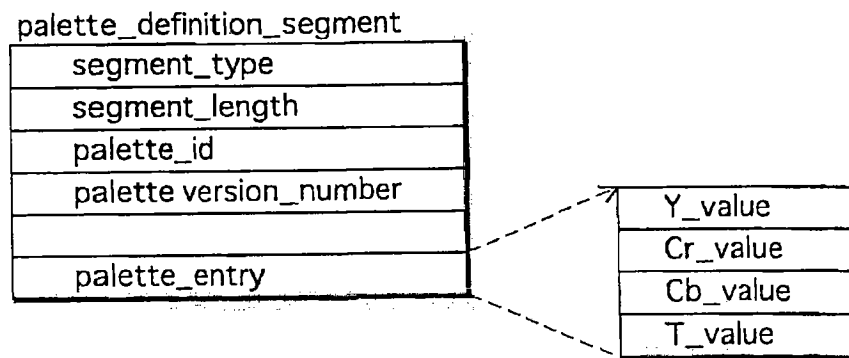 palette_definition_segment
segment_type
segment_length
palette_id
palette version_number
palette_entry
Y_value
Cr_value
Cb_value
T_value